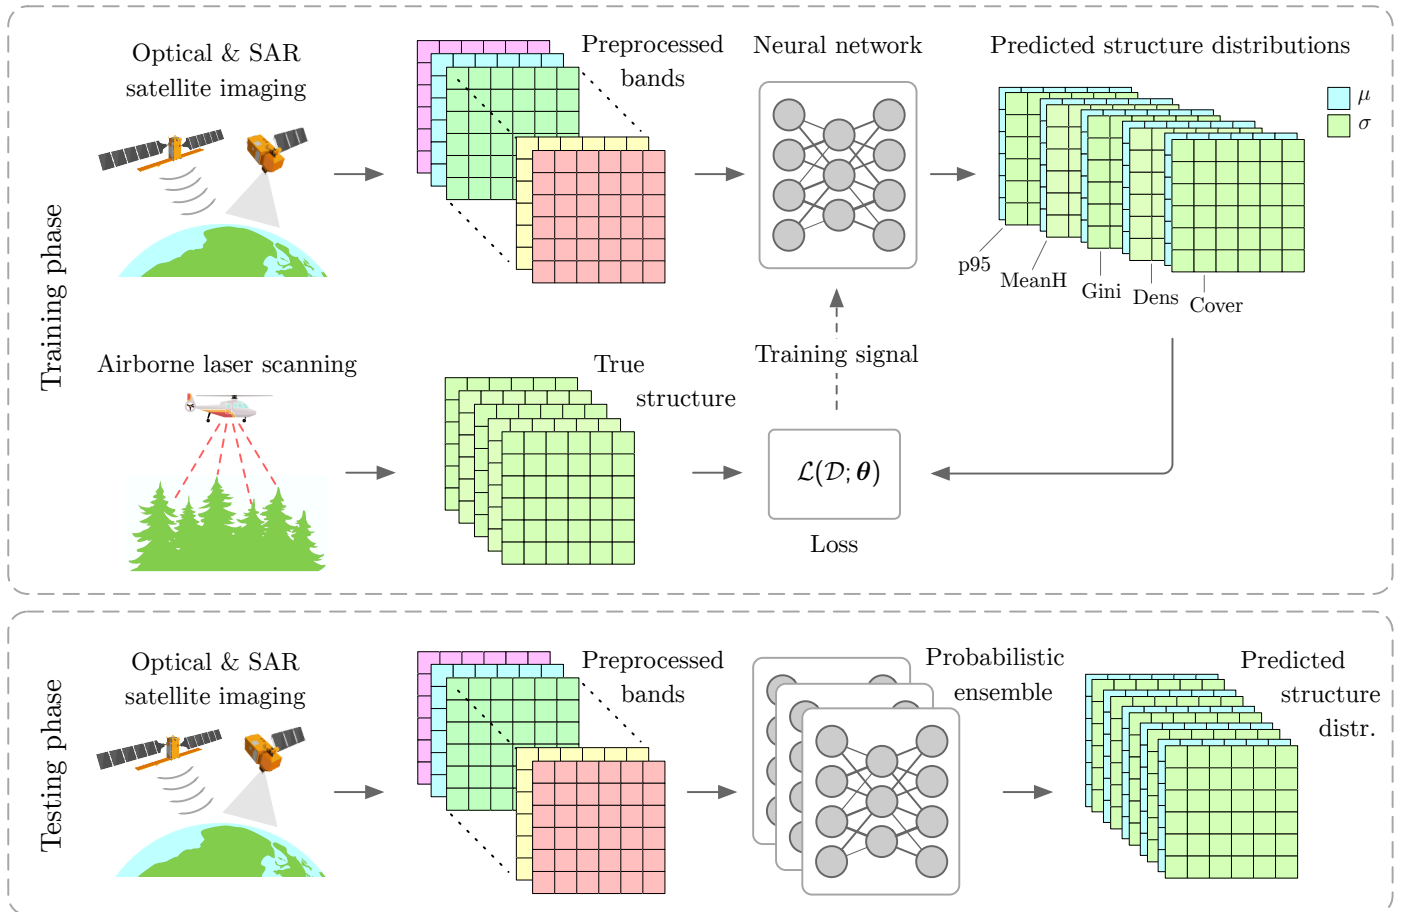 Training phase
Optical & SAR
satellite imaging
Preprocessed
bands
Neural network
Predicted structure distributions
μ
σ
p95
MeanH
Gini
Dens
Cover
Airborne laser scanning
True
structure
Training signal
ℒ(𝒟; θ)
Loss
Testing phase
Optical & SAR
satellite imaging
Preprocessed
bands
Probabilistic
ensemble
Predicted
structure
distr.